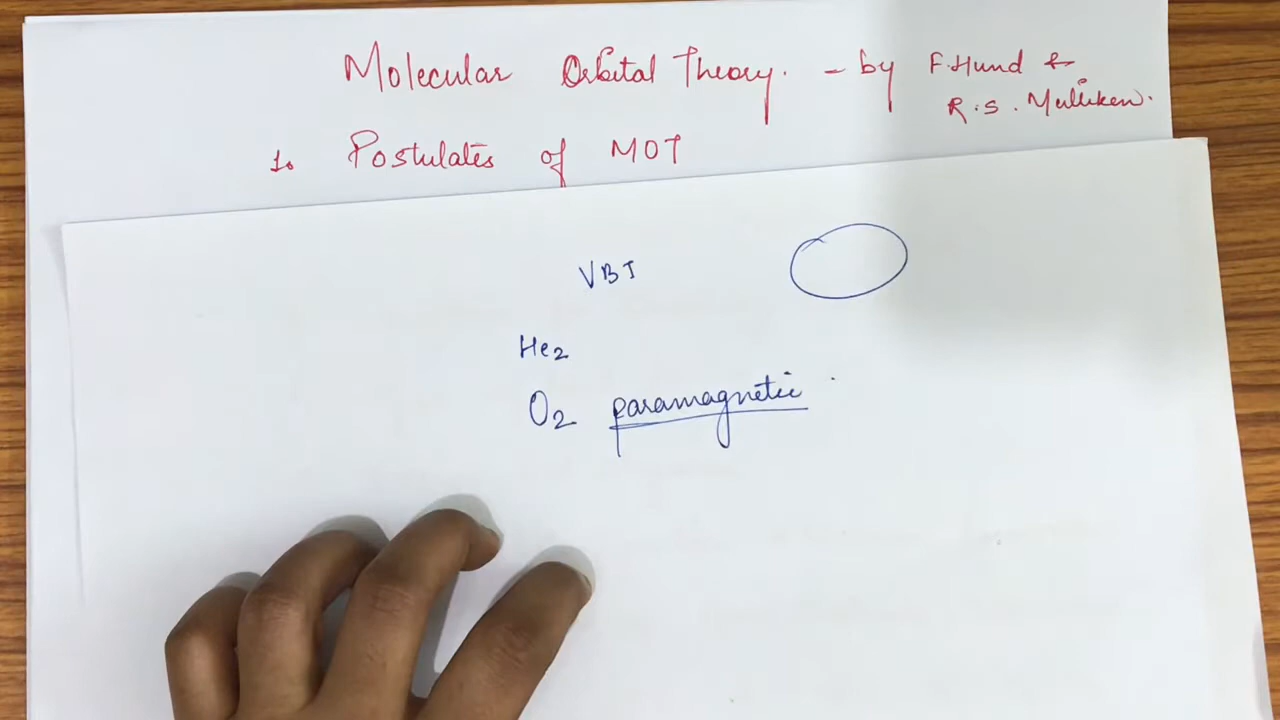 Molecular Orbital Theory. - by F.Hund &
R.S. Mulliken.
1. Postulates of MOT
VBT
He2
O2 paramagnetic